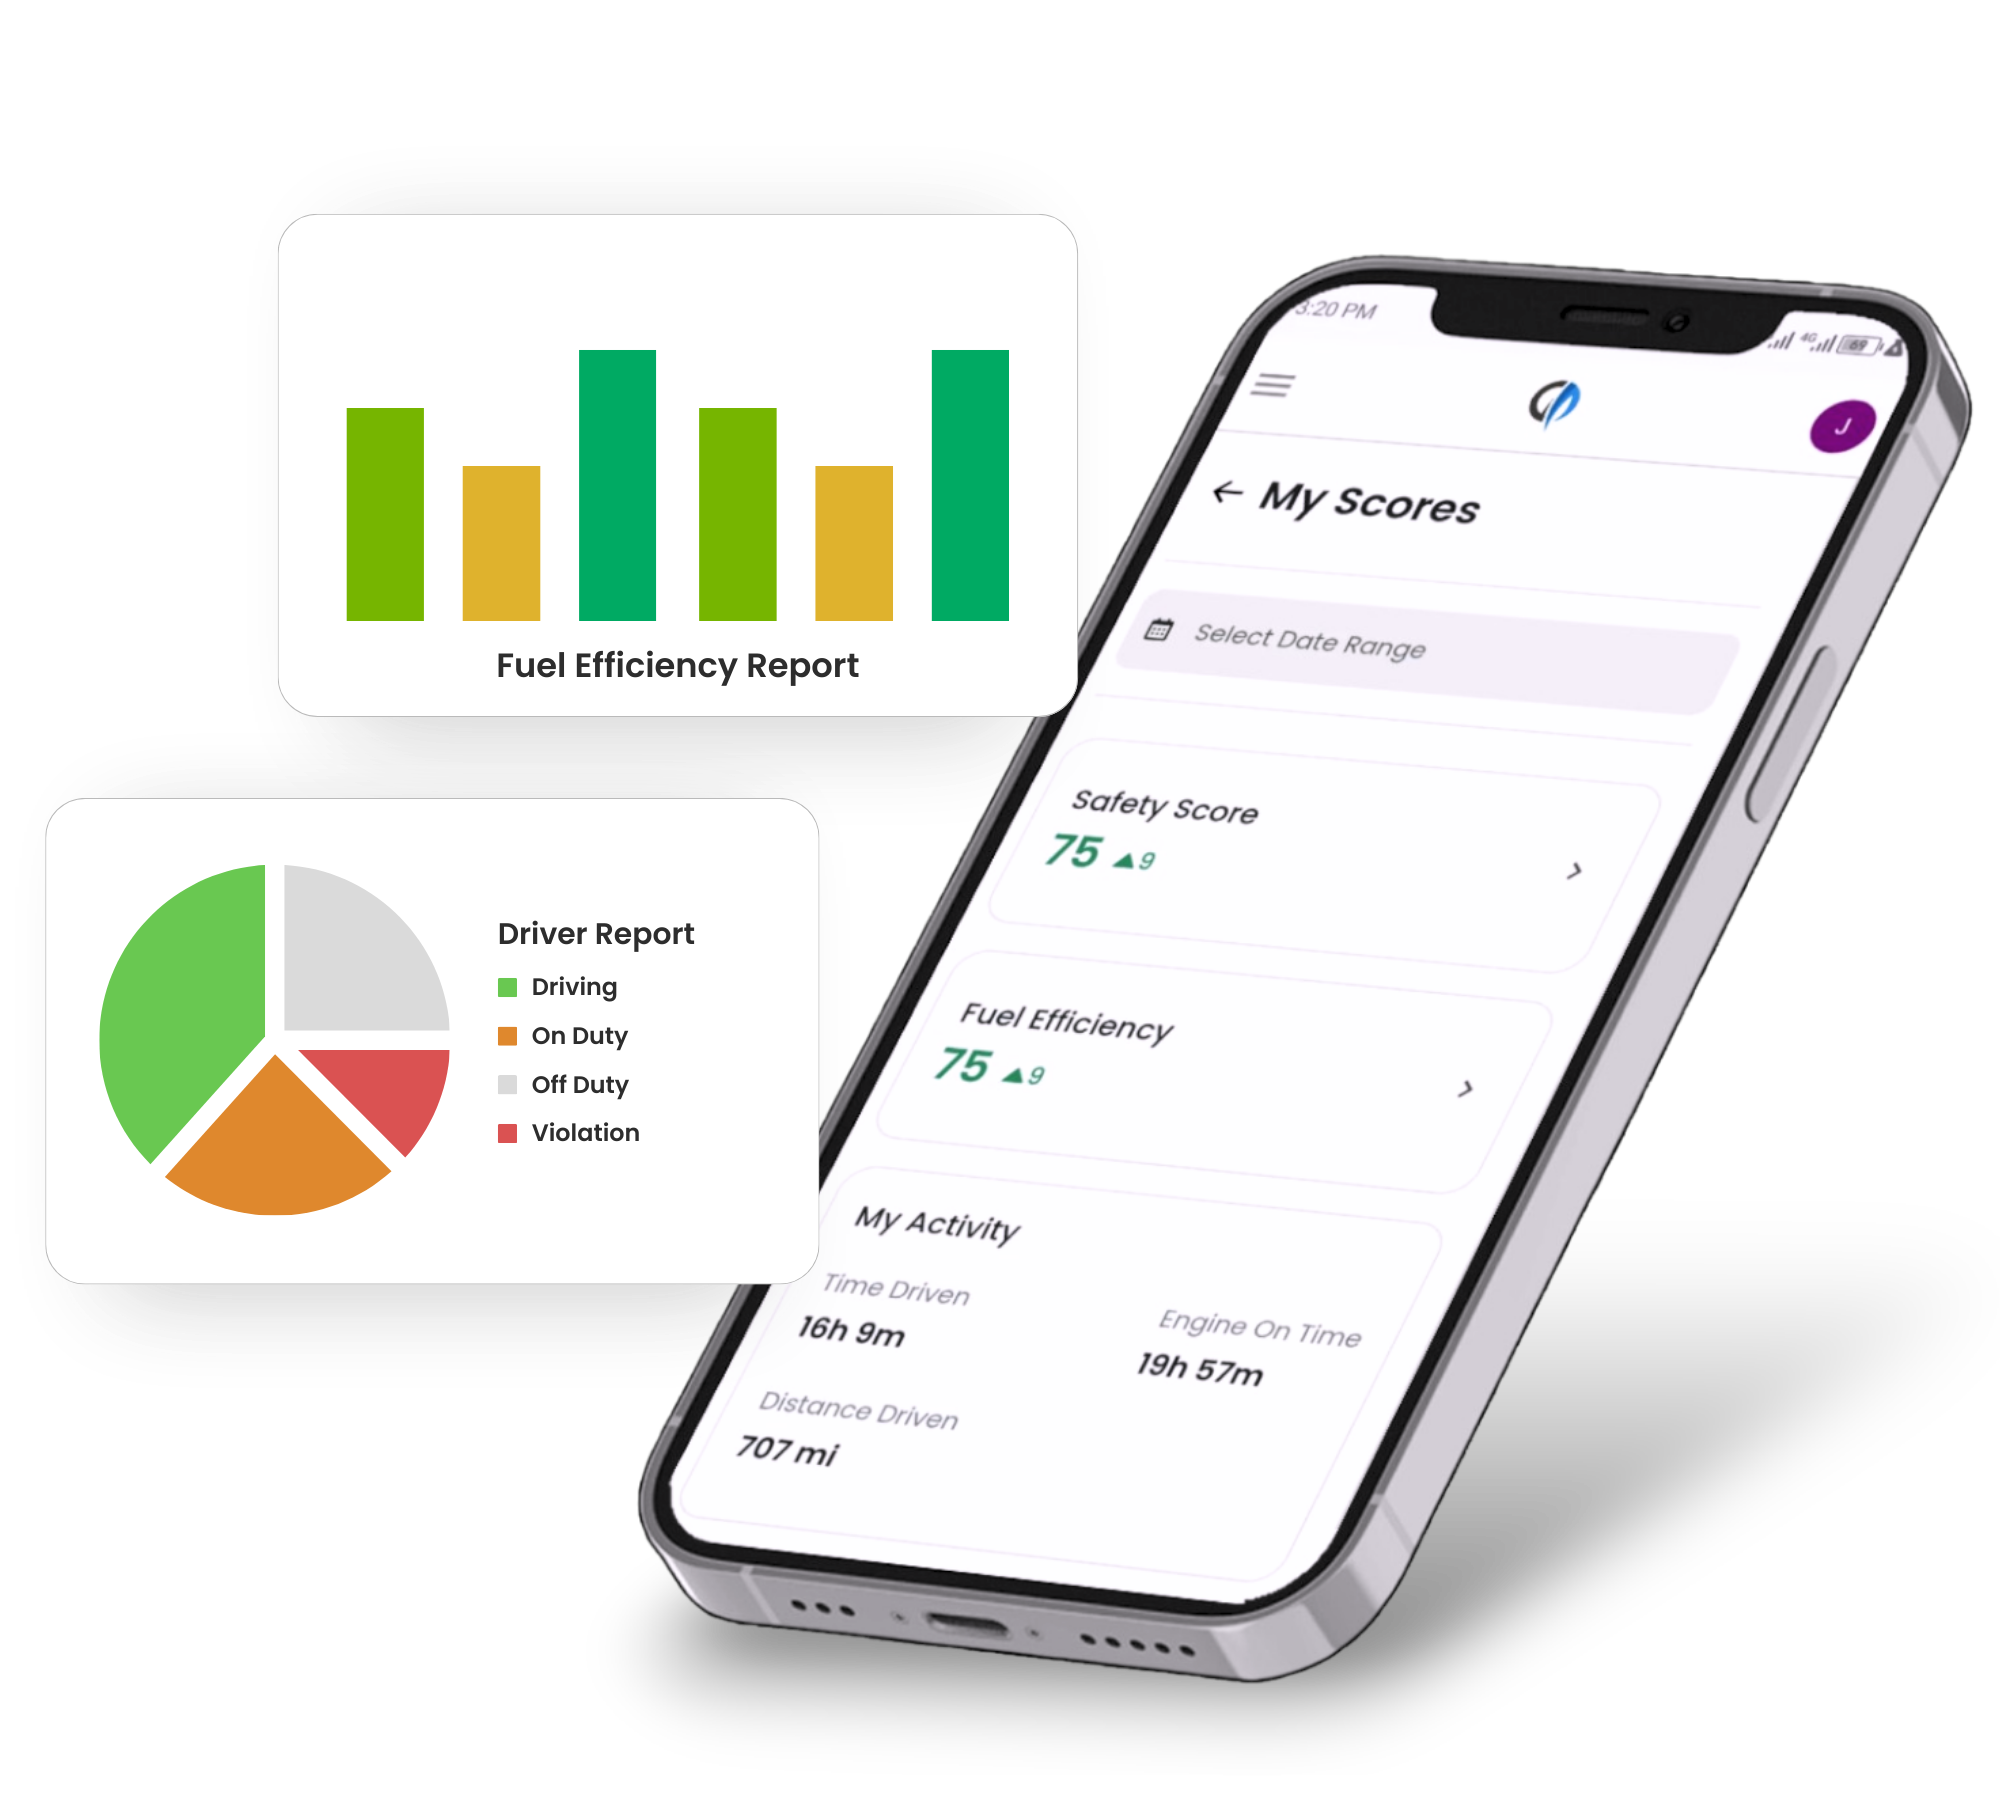 Fuel Efficiency Report
Driver Report
Driving
On Duty
Off Duty
Violation
3:20 PM
4G
69
J
← My Scores
Select Date Range
Safety Score
75 ▲9
Fuel Efficiency
75 ▲9
My Activity
Time Driven
16h 9m
Engine On Time
19h 57m
Distance Driven
707 mi